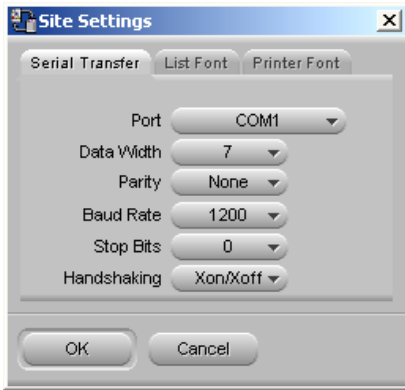 Site Settings
Serial Transfer List Font Printer Font
Port COM1
Data Width 7
Parity None
Baud Rate 1200
Stop Bits 0
Handshaking Xon/Xoff
OK Cancel